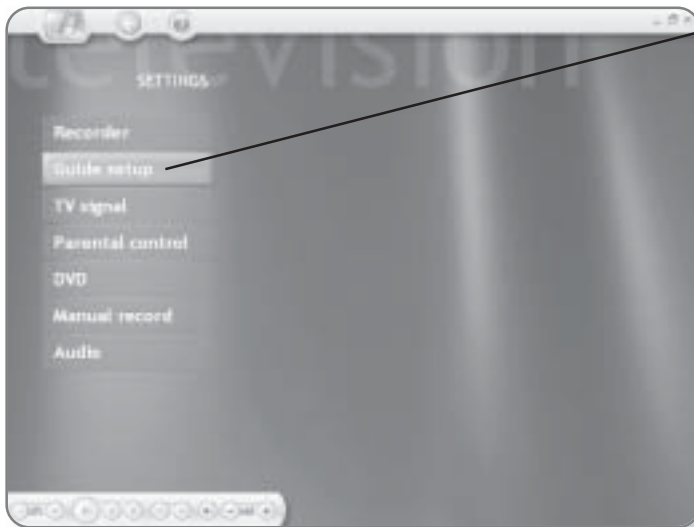 television
SETTINGS
Recorder
Guide setup
TV signal
Parental control
DVD
Manual record
Audio